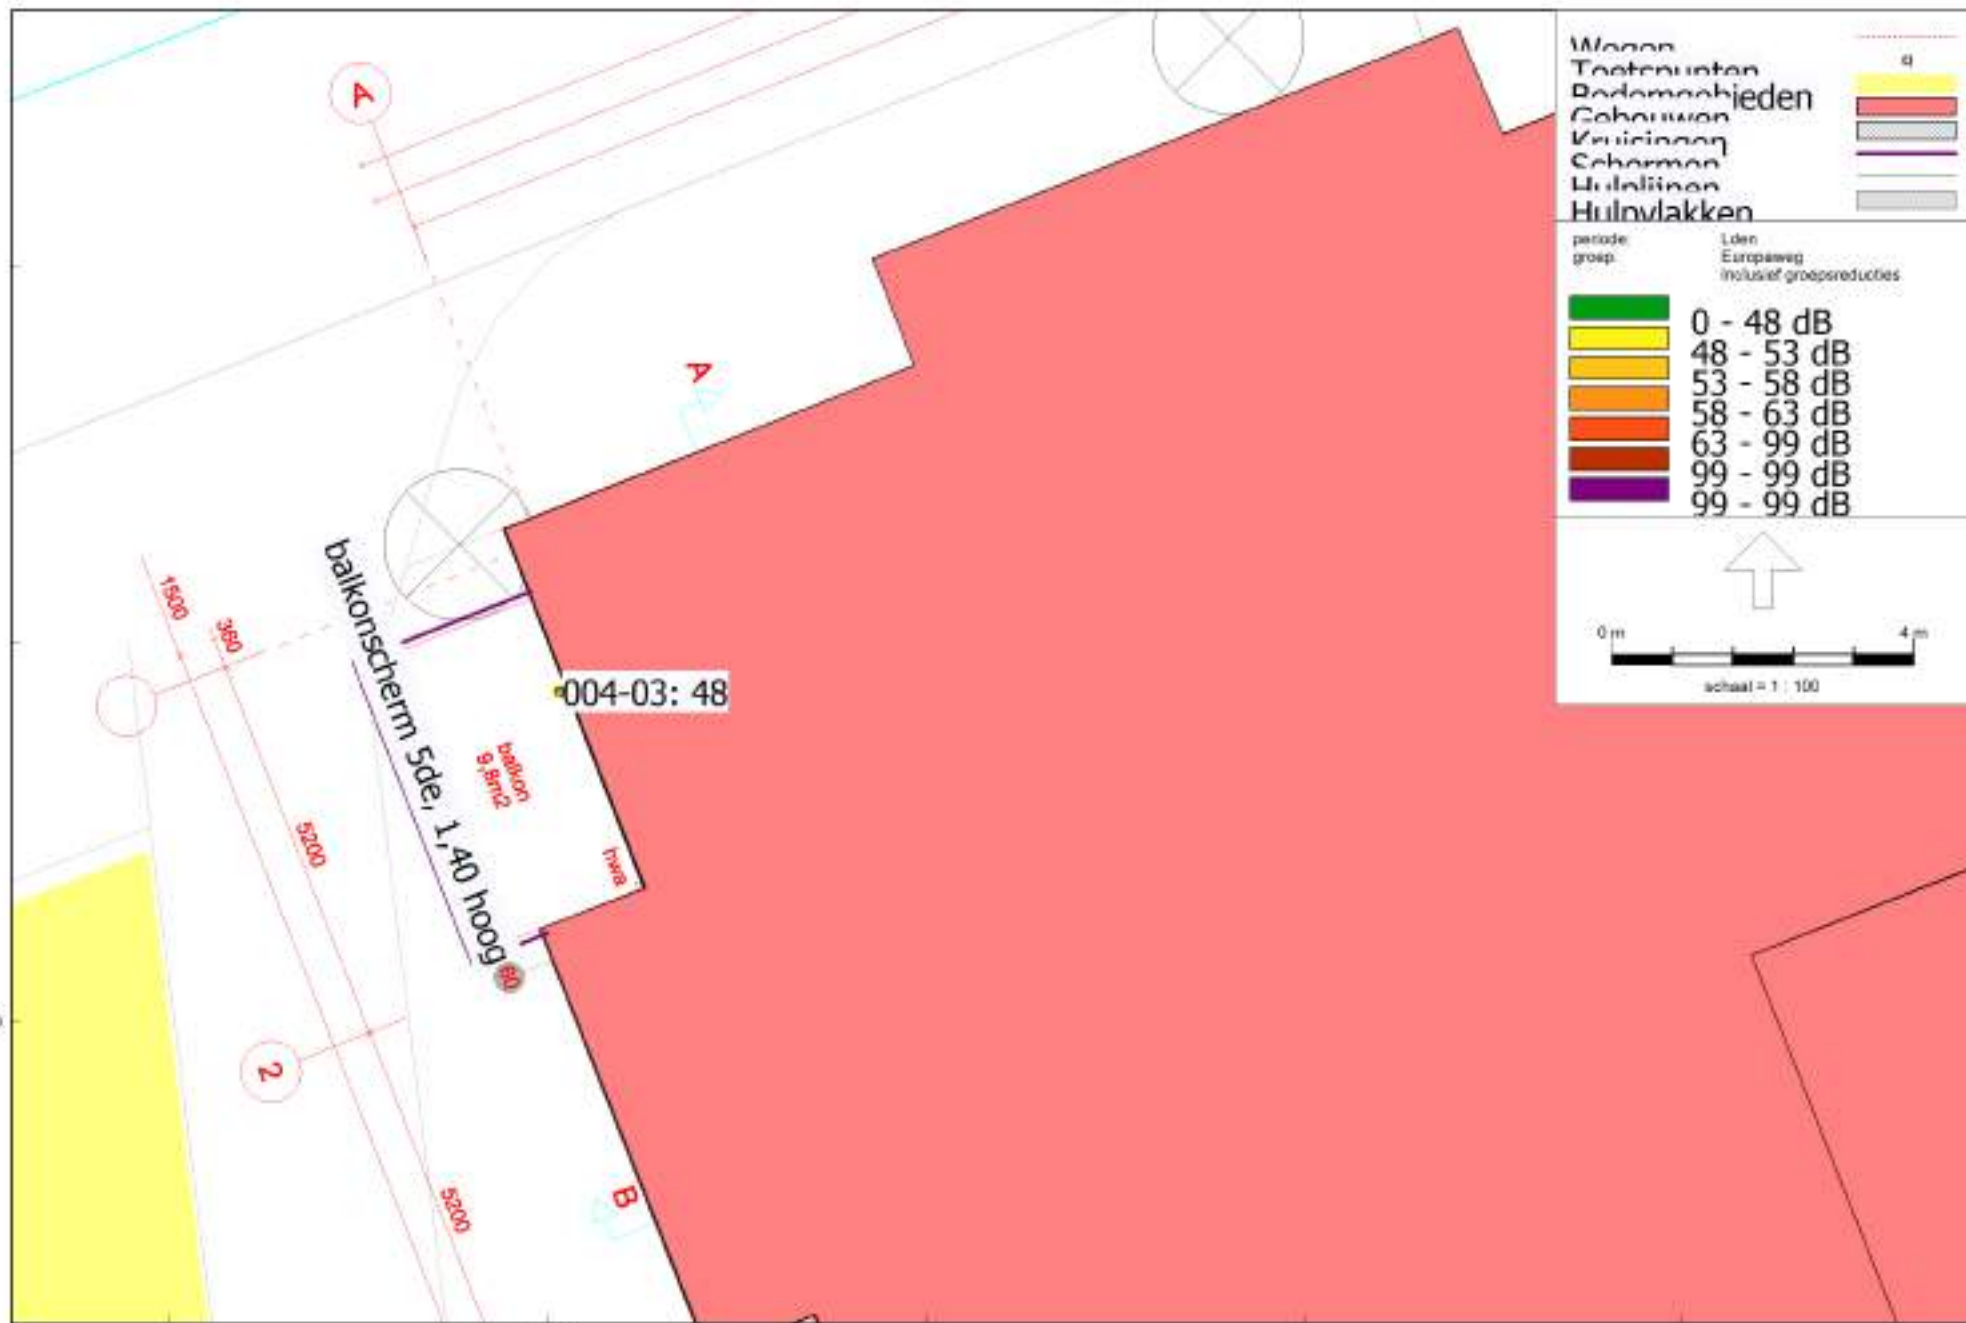 A
A
balkonscherm 5de, 1,40 hoog
1500
360
004-03: 48
balkon
9,8m2
5200
hwa
60
2
5200
B
Wegen
Toetspunten
Bodemgebieden
Gebouwen
Kruisingen
Schermen
Hulplijnen
Hulpvlakken
periode: Lden
groep: Europaweg
Inclusief groepsreducties
0 - 48 dB
48 - 53 dB
53 - 58 dB
58 - 63 dB
63 - 99 dB
99 - 99 dB
99 - 99 dB
0 m 4 m
schaal = 1 : 100